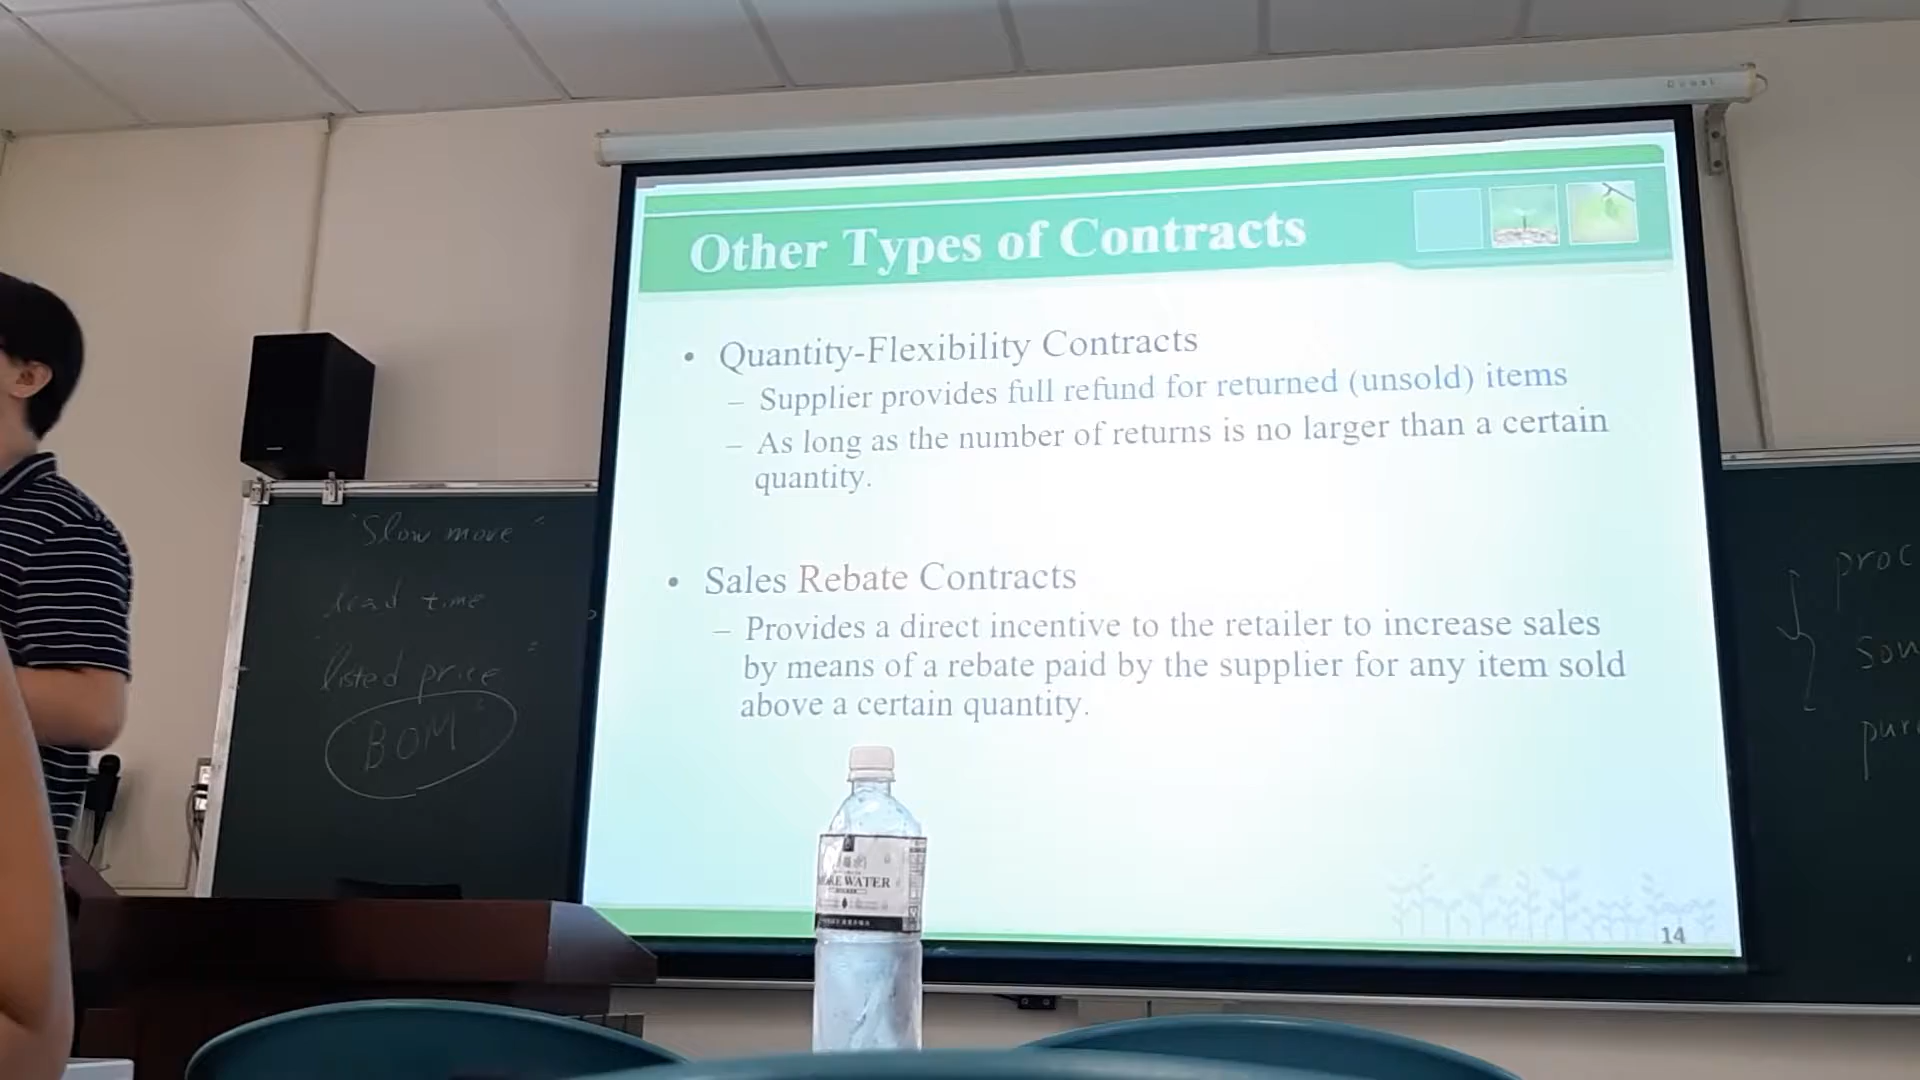 Other Types of Contracts
• Quantity-Flexibility Contracts
– Supplier provides full refund for returned (unsold) items
– As long as the number of returns is no larger than a certain
quantity.
• Sales Rebate Contracts
– Provides a direct incentive to the retailer to increase sales
by means of a rebate paid by the supplier for any item sold
above a certain quantity.
14
"Slow move"
lead time
"listed price"
BOM
proc
sou
pur
WATER